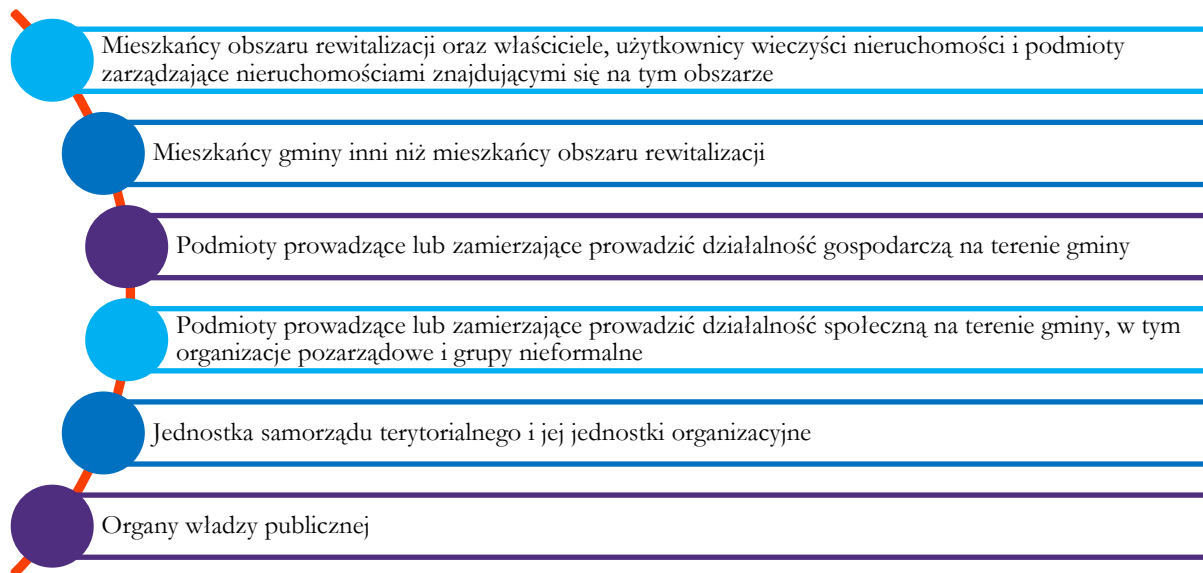 Mieszkańcy obszaru rewitalizacji oraz właściciele, użytkownicy wieczyści nieruchomości i podmioty
zarządzające nieruchomościami znajdującymi się na tym obszarze
Mieszkańcy gminy inni niż mieszkańcy obszaru rewitalizacji
Podmioty prowadzące lub zamierzające prowadzić działalność gospodarczą na terenie gminy
Podmioty prowadzące lub zamierzające prowadzić działalność społeczną na terenie gminy, w tym
organizacje pozarządowe i grupy nieformalne
Jednostka samorządu terytorialnego i jej jednostki organizacyjne
Organy władzy publicznej